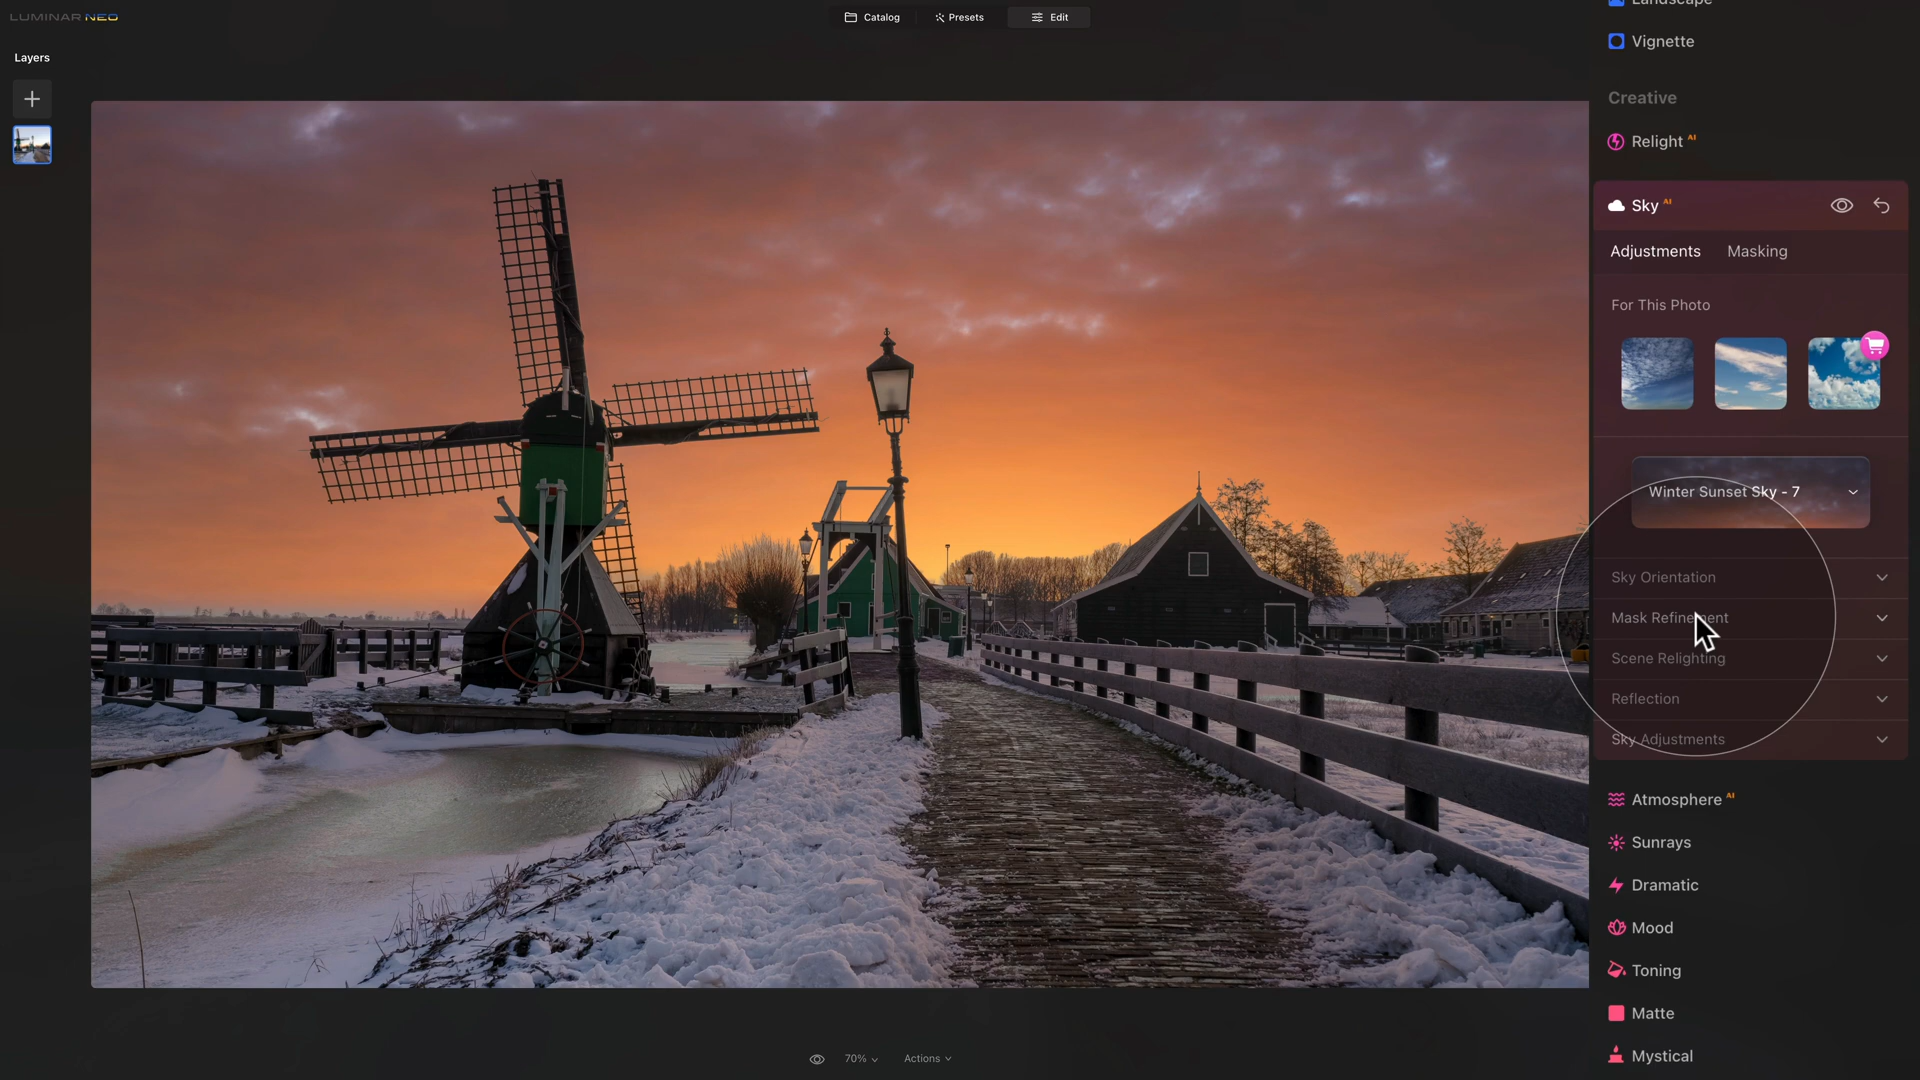 LUMINAR NEO
Catalog
Presets
Edit
Layers
Landscape
Vignette
Creative
Relight AI
Sky AI
Adjustments
Masking
For This Photo
Winter Sunset Sky - 7
Sky Orientation
Mask Refinement
Scene Relighting
Reflection
Sky Adjustments
Atmosphere AI
Sunrays
Dramatic
Mood
Toning
Matte
Mystical
70%
Actions